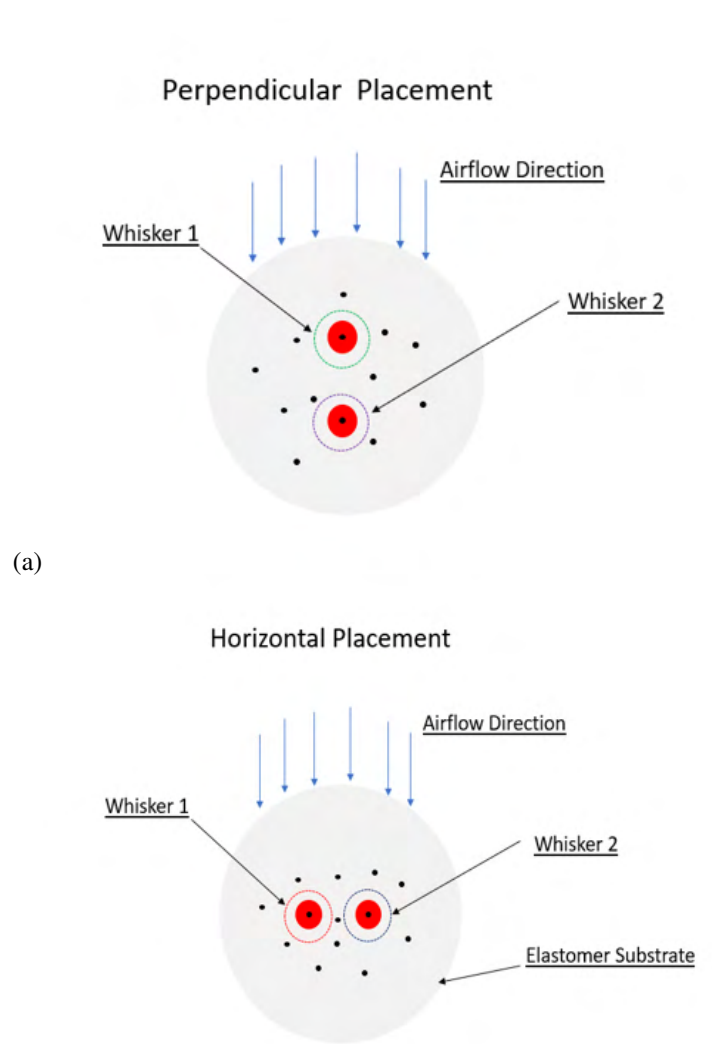 Perpendicular Placement
Airflow Direction
Whisker 1
Whisker 2
(a)
Horizontal Placement
Airflow Direction
Whisker 1
Whisker 2
Elastomer Substrate